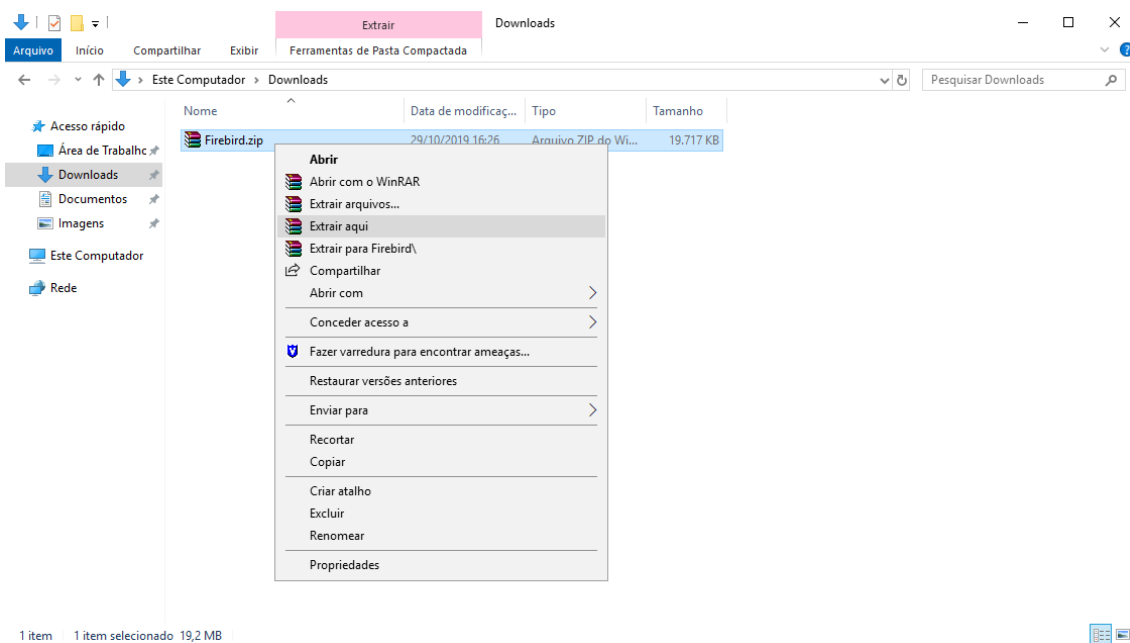 Extrair
Downloads
Arquivo Início Compartilhar Exibir Ferramentas de Pasta Compactada
Este Computador Downloads
Pesquisar Downloads
Nome Data de modificaç... Tipo Tamanho
Firebird.zip 29/10/2019 16:26 Arquivo ZIP do Wi... 19.717 KB
Acesso rápido
Área de Trabalho
Downloads
Documentos
Imagens
Este Computador
Rede
Abrir
Abrir com o WinRAR
Extrair arquivos...
Extrair aqui
Extrair para Firebird\
Compartilhar
Abrir com
Conceder acesso a
Fazer varredura para encontrar ameaças...
Restaurar versões anteriores
Enviar para
Recortar
Copiar
Criar atalho
Excluir
Renomear
Propriedades
1 item 1 item selecionado 19,2 MB